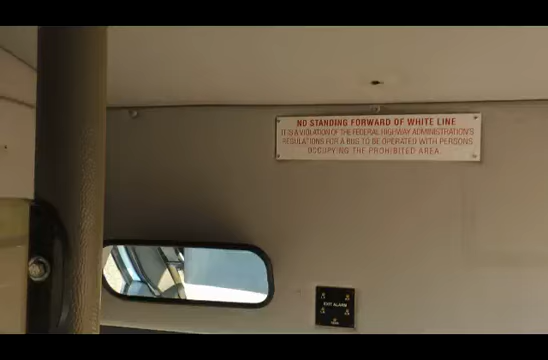 NO STANDING FORWARD OF WHITE LINE
IT IS A VIOLATION OF THE FEDERAL HIGHWAY ADMINISTRATION'S
REGULATIONS FOR A BUS TO BE OPERATED WITH PERSONS
OCCUPYING THE PROHIBITED AREA.
EXIT ALARM